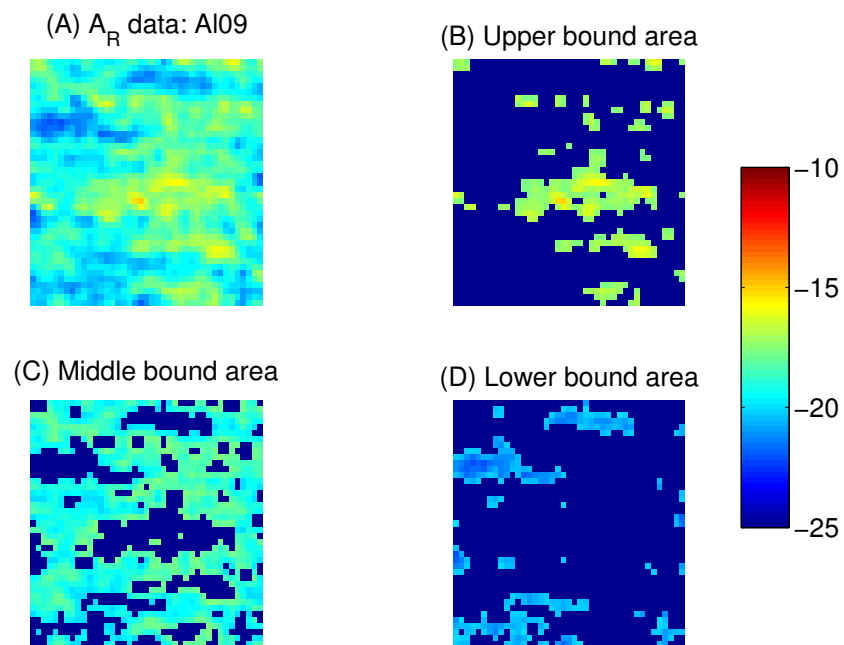 (A) A_R data: Al09
(B) Upper bound area
−10
−15
−20
−25
(C) Middle bound area
(D) Lower bound area